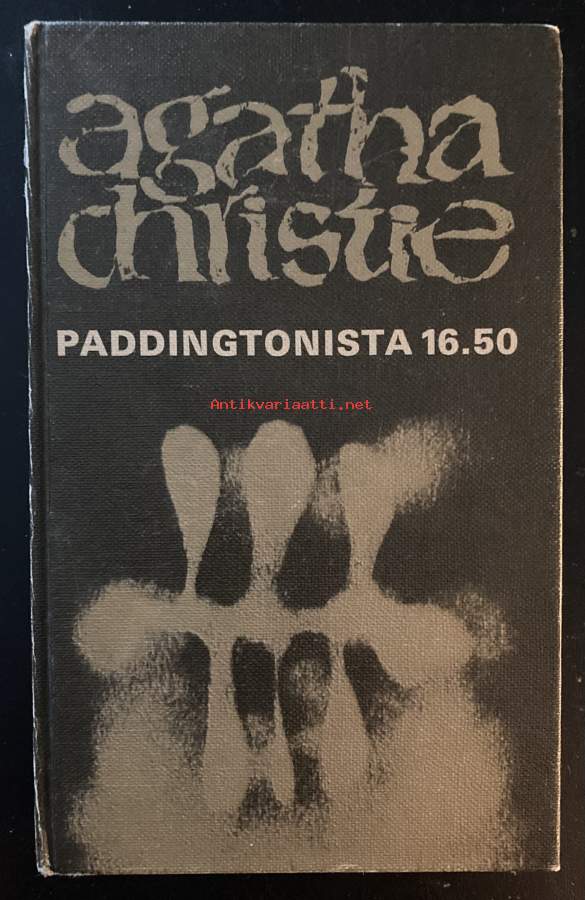 agatha
christie
PADDINGTONISTA 16.50
Antikvariaatti.net